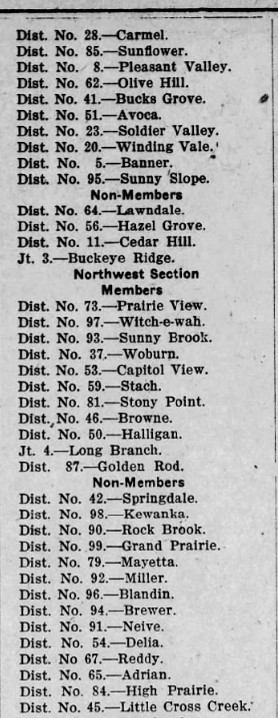 Dist. No. 28.—Carmel.
Dist. No. 85.—Sunflower.
Dist. No. 8.—Pleasant Valley.
Dist. No. 62.—Olive Hill.
Dist. No. 41.—Bucks Grove.
Dist. No. 51.—Avoca.
Dist. No. 23.—Soldier Valley.
Dist. No. 20.—Winding Vale.
Dist. No. 5.—Banner.
Dist. No. 95.—Sunny Slope.
Non-Members
Dist. No. 64.—Lawndale.
Dist. No. 56.—Hazel Grove.
Dist. No. 11.—Cedar Hill.
Jt. 3.—Buckeye Ridge.
Northwest Section
Members
Dist. No. 73.—Prairie View.
Dist. No. 97.—Witch-e-wah.
Dist. No. 93.—Sunny Brook.
Dist. No. 37.—Woburn.
Dist. No. 53.—Capitol View.
Dist. No. 59.—Stach.
Dist. No. 81.—Stony Point.
Dist. No. 46.—Browne.
Dist. No. 50.—Halligan.
Jt. 4.—Long Branch.
Dist. 87.—Golden Rod.
Non-Members
Dist. No. 42.—Springdale.
Dist. No. 98.—Kewanka.
Dist. No. 90.—Rock Brook.
Dist. No. 99.—Grand Prairie.
Dist. No. 79.—Mayetta.
Dist. No. 92.—Miller.
Dist. No. 96.—Blandin.
Dist. No. 94.—Brewer.
Dist. No. 91.—Neive.
Dist. No. 54.—Delia.
Dist. No 67.—Reddy.
Dist. No. 65.—Adrian.
Dist. No. 84.—High Prairie.
Dist. No. 45.—Little Cross Creek.